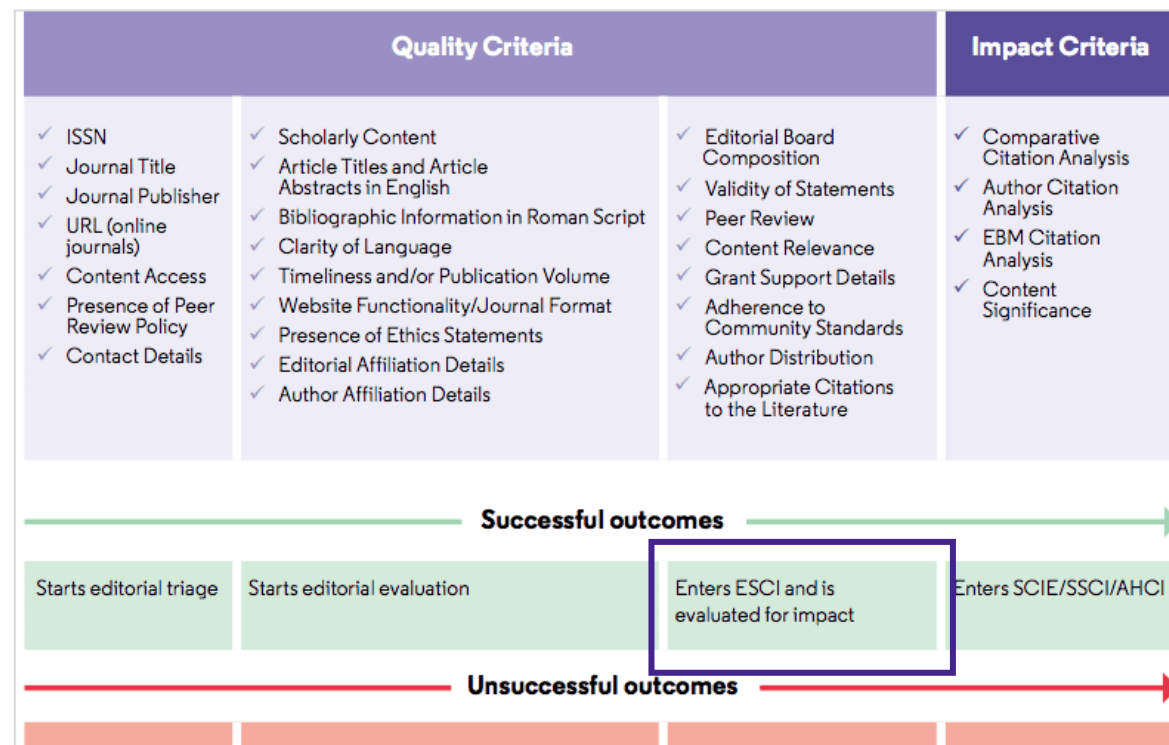 Quality Criteria
Impact Criteria
ISSN
Journal Title
Journal Publisher
URL (online
journals)
Content Access
Presence of Peer
Review Policy
Contact Details
Scholarly Content
Article Titles and Article
Abstracts in English
Bibliographic Information in Roman Script
Clarity of Language
Timeliness and/or Publication Volume
Website Functionality/Journal Format
Presence of Ethics Statements
Editorial Affiliation Details
Author Affiliation Details
Editorial Board
Composition
Validity of Statements
Peer Review
Content Relevance
Grant Support Details
Adherence to
Community Standards
Author Distribution
Appropriate Citations
to the Literature
Comparative
Citation Analysis
Author Citation
Analysis
EBM Citation
Analysis
Content
Significance
Successful outcomes
Starts editorial triage
Starts editorial evaluation
Enters ESCI and is
evaluated for impact
Enters SCIE/SSCI/AHCI
Unsuccessful outcomes